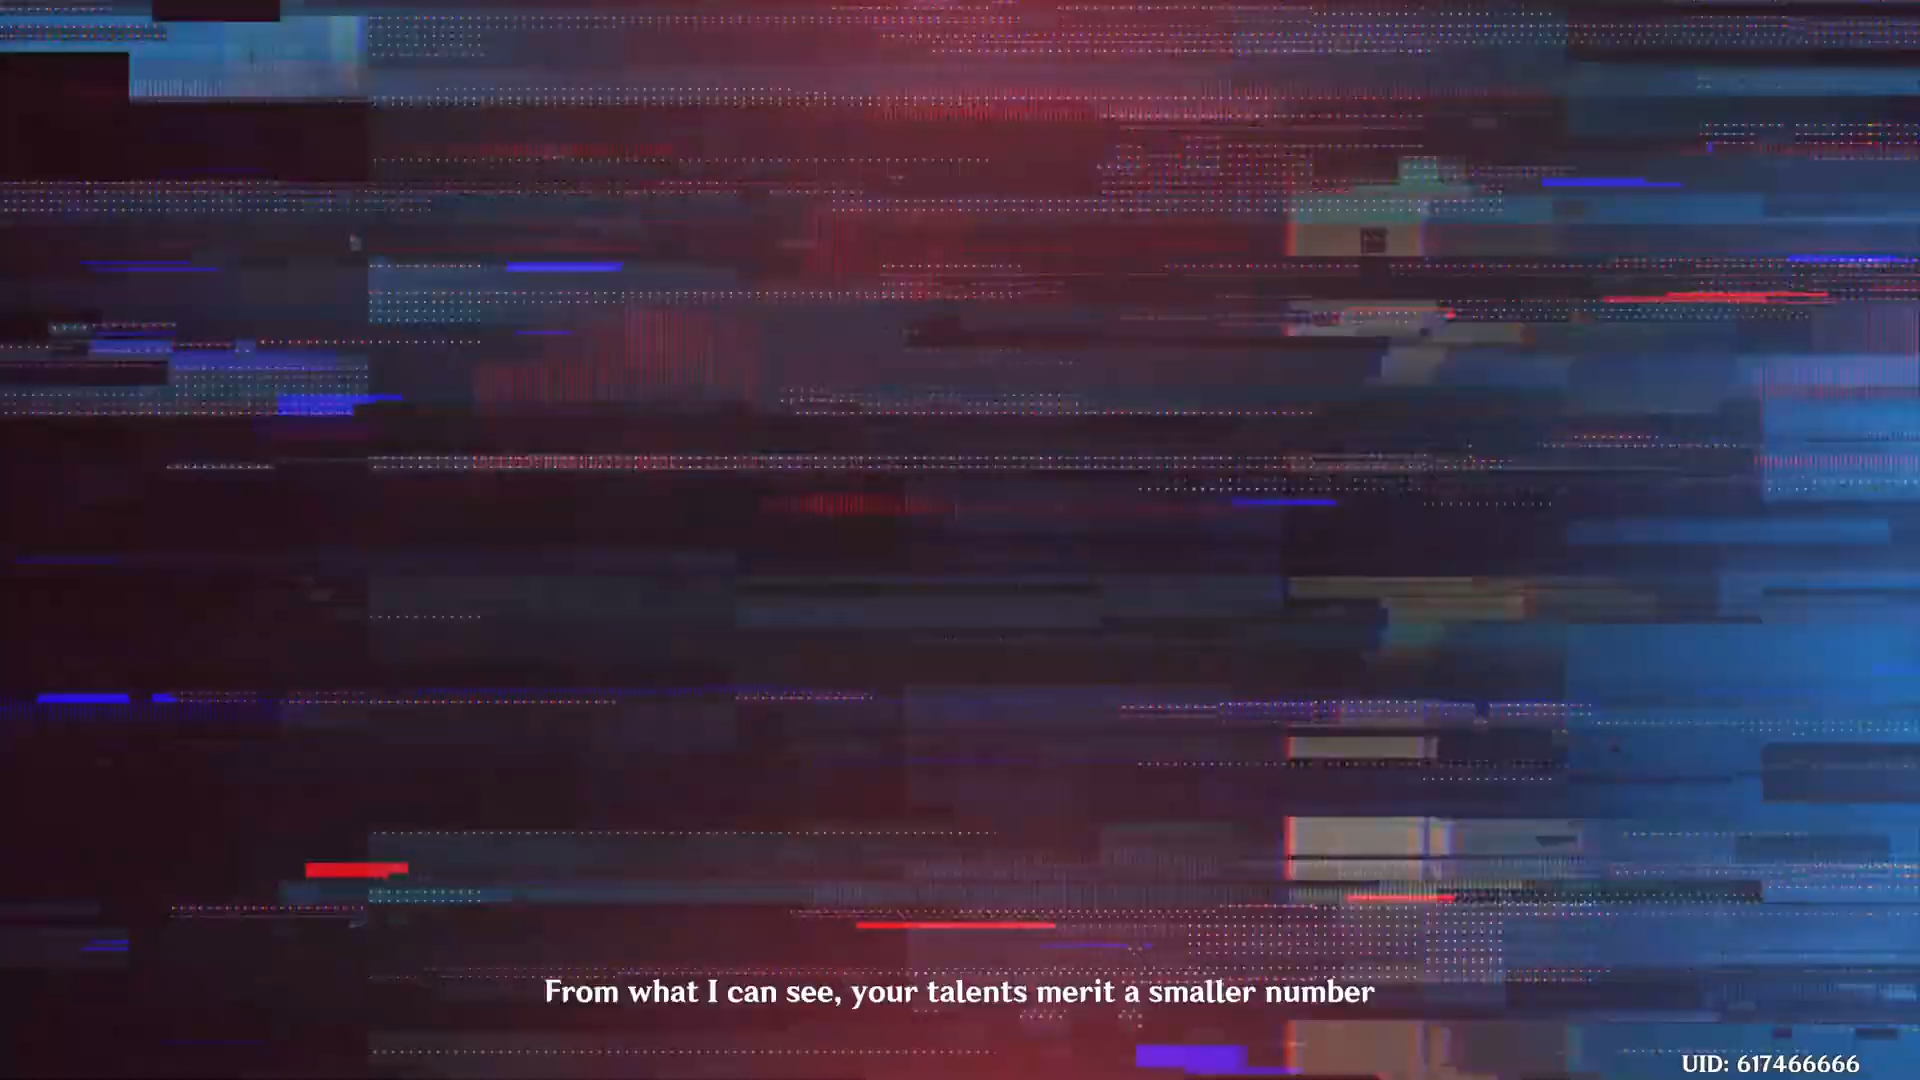 From what I can see, your talents merit a smaller number
UID: 617466666